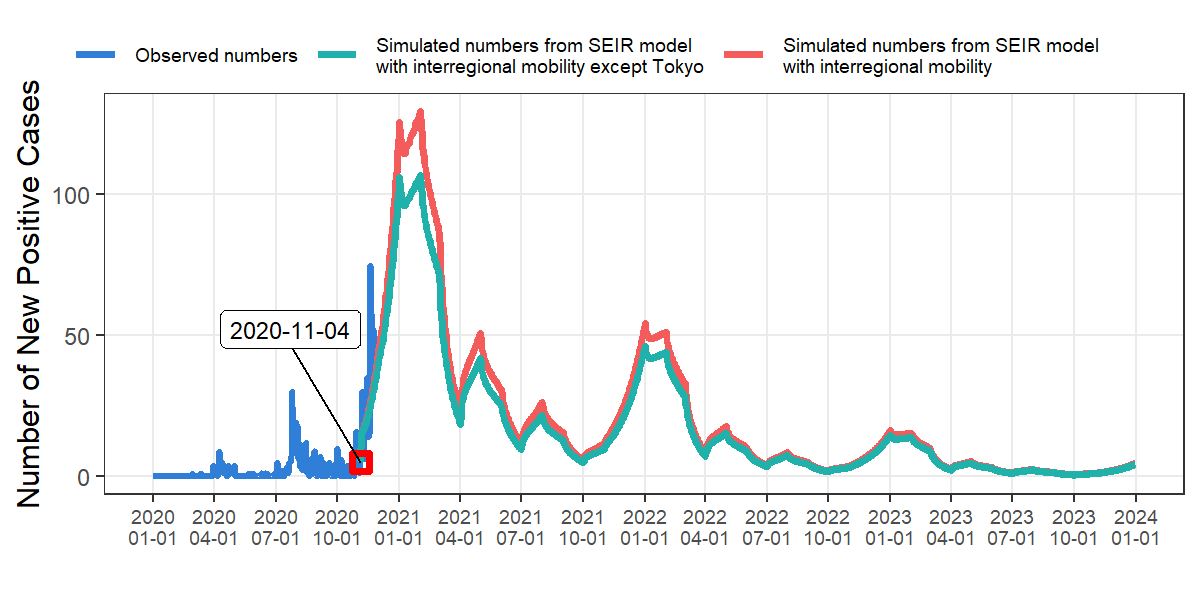 Observed numbers
Simulated numbers from SEIR model
with interregional mobility except Tokyo
Simulated numbers from SEIR model
with interregional mobility
Number of New Positive Cases
100
50
0
2020-11-04
2020 2020 2020 2020 2021 2021 2021 2021 2022 2022 2022 2022 2023 2023 2023 2023 2024
01-01 04-01 07-01 10-01 01-01 04-01 07-01 10-01 01-01 04-01 07-01 10-01 01-01 04-01 07-01 10-01 01-01